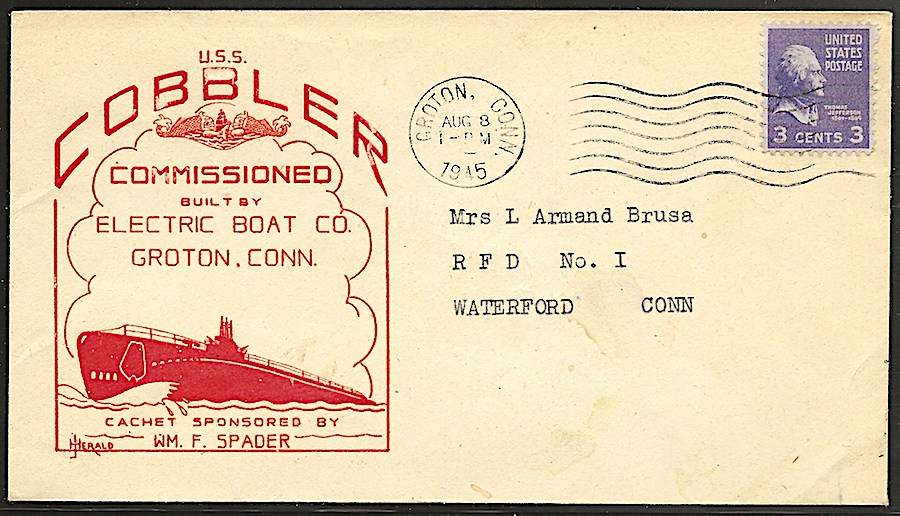 U.S.S.
COBBLER
COMMISSIONED
BUILT BY
ELECTRIC BOAT CO.
GROTON, CONN.
CACHET SPONSORED BY
WM. F. SPADER
HERALD
GROTON, CONN.
AUG 8
1-PM
1945
UNITED
STATES
POSTAGE
THOMAS
JEFFERSON
3 CENTS 3
Mrs L Armand Brusa
R F D No. I
WATERFORD CONN